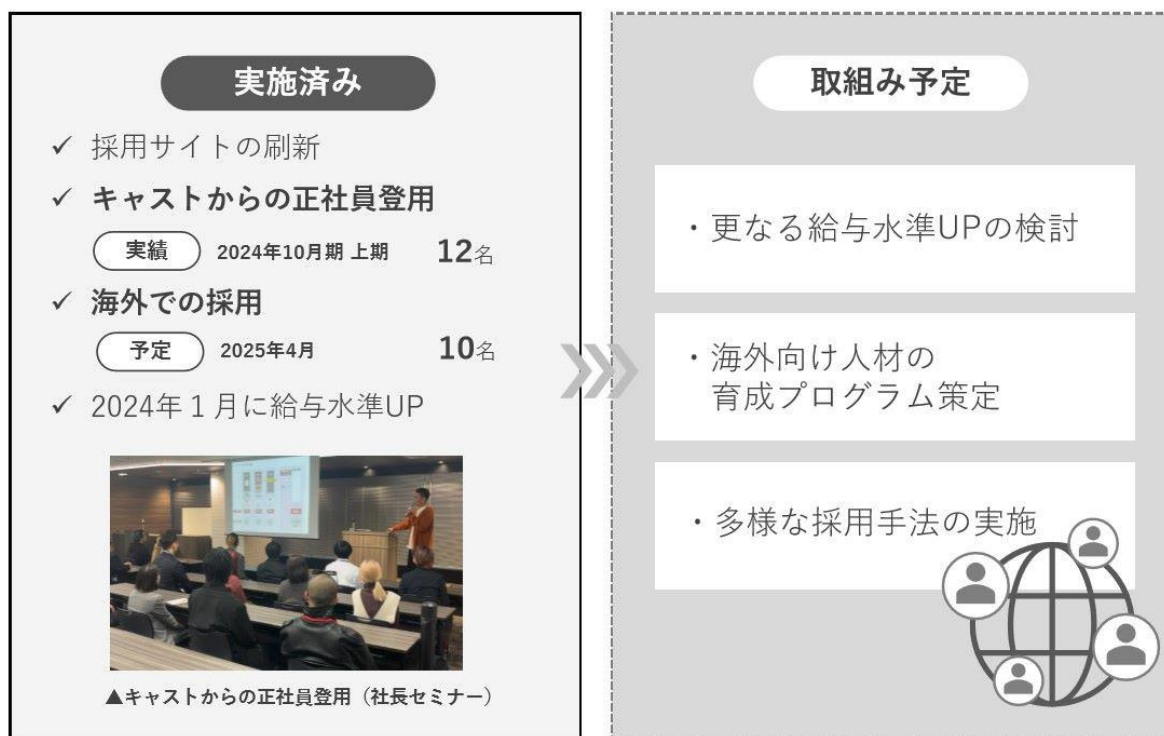 実施済み
✓ 採用サイトの刷新
✓ キャストからの正社員登用
実績 2024年10月期 上期 12名
✓ 海外での採用
予定 2025年4月 10名
✓ 2024年1月に給与水準UP
▲キャストからの正社員登用（社長セミナー）
取組み予定
・更なる給与水準UPの検討
・海外向け人材の
育成プログラム策定
・多様な採用手法の実施